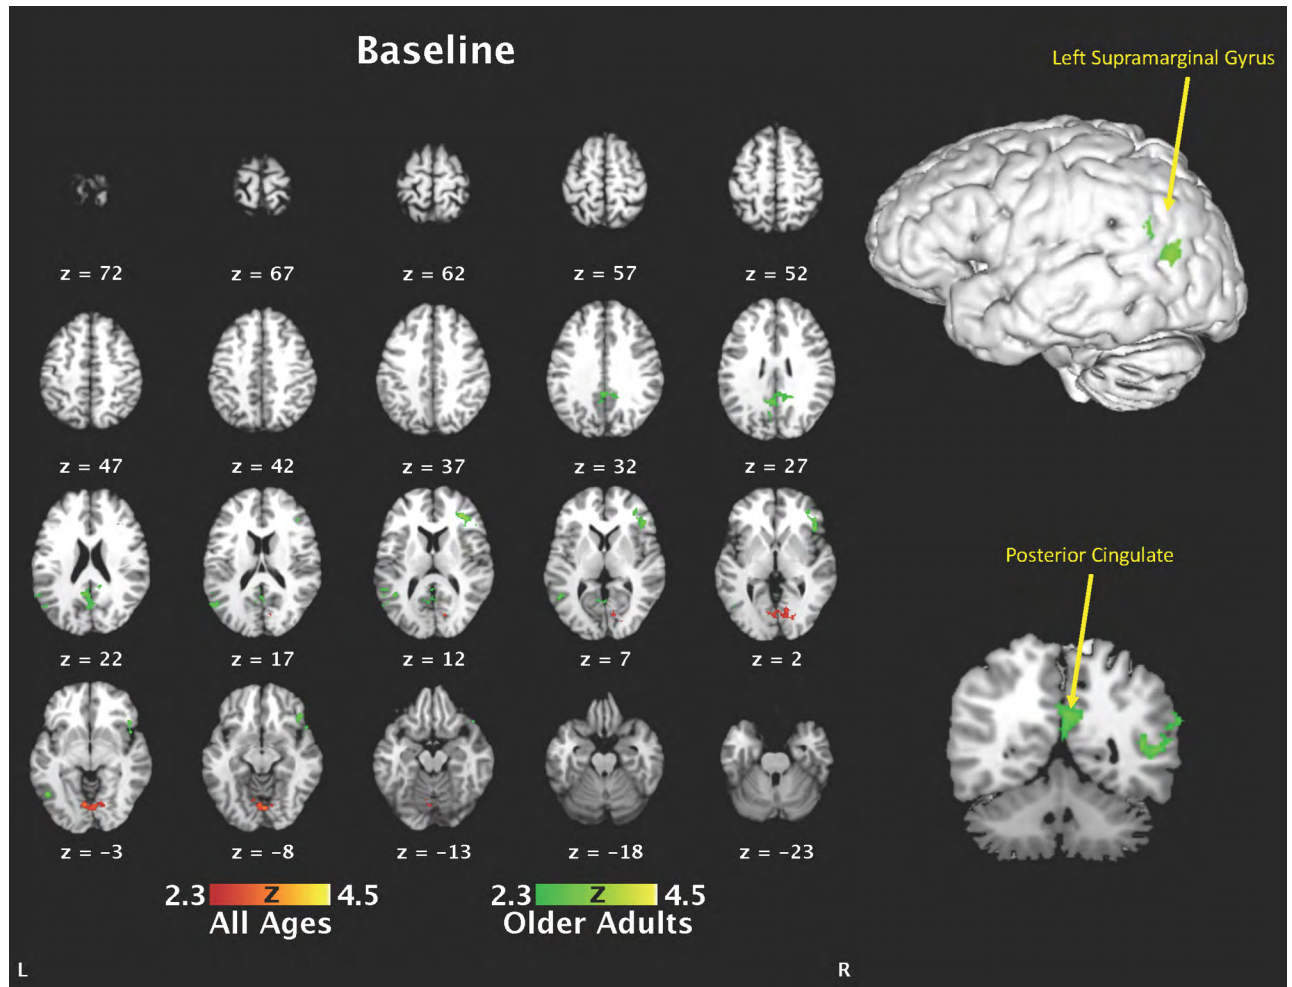 Baseline
Left Supramarginal Gyrus
z = 72 z = 67 z = 62 z = 57 z = 52
z = 47 z = 42 z = 37 z = 32 z = 27
Posterior Cingulate
z = 22 z = 17 z = 12 z = 7 z = 2
z = -3 z = -8 z = -13 z = -18 z = -23
2.3 Z 4.5 2.3 Z 4.5
All Ages Older Adults
L R